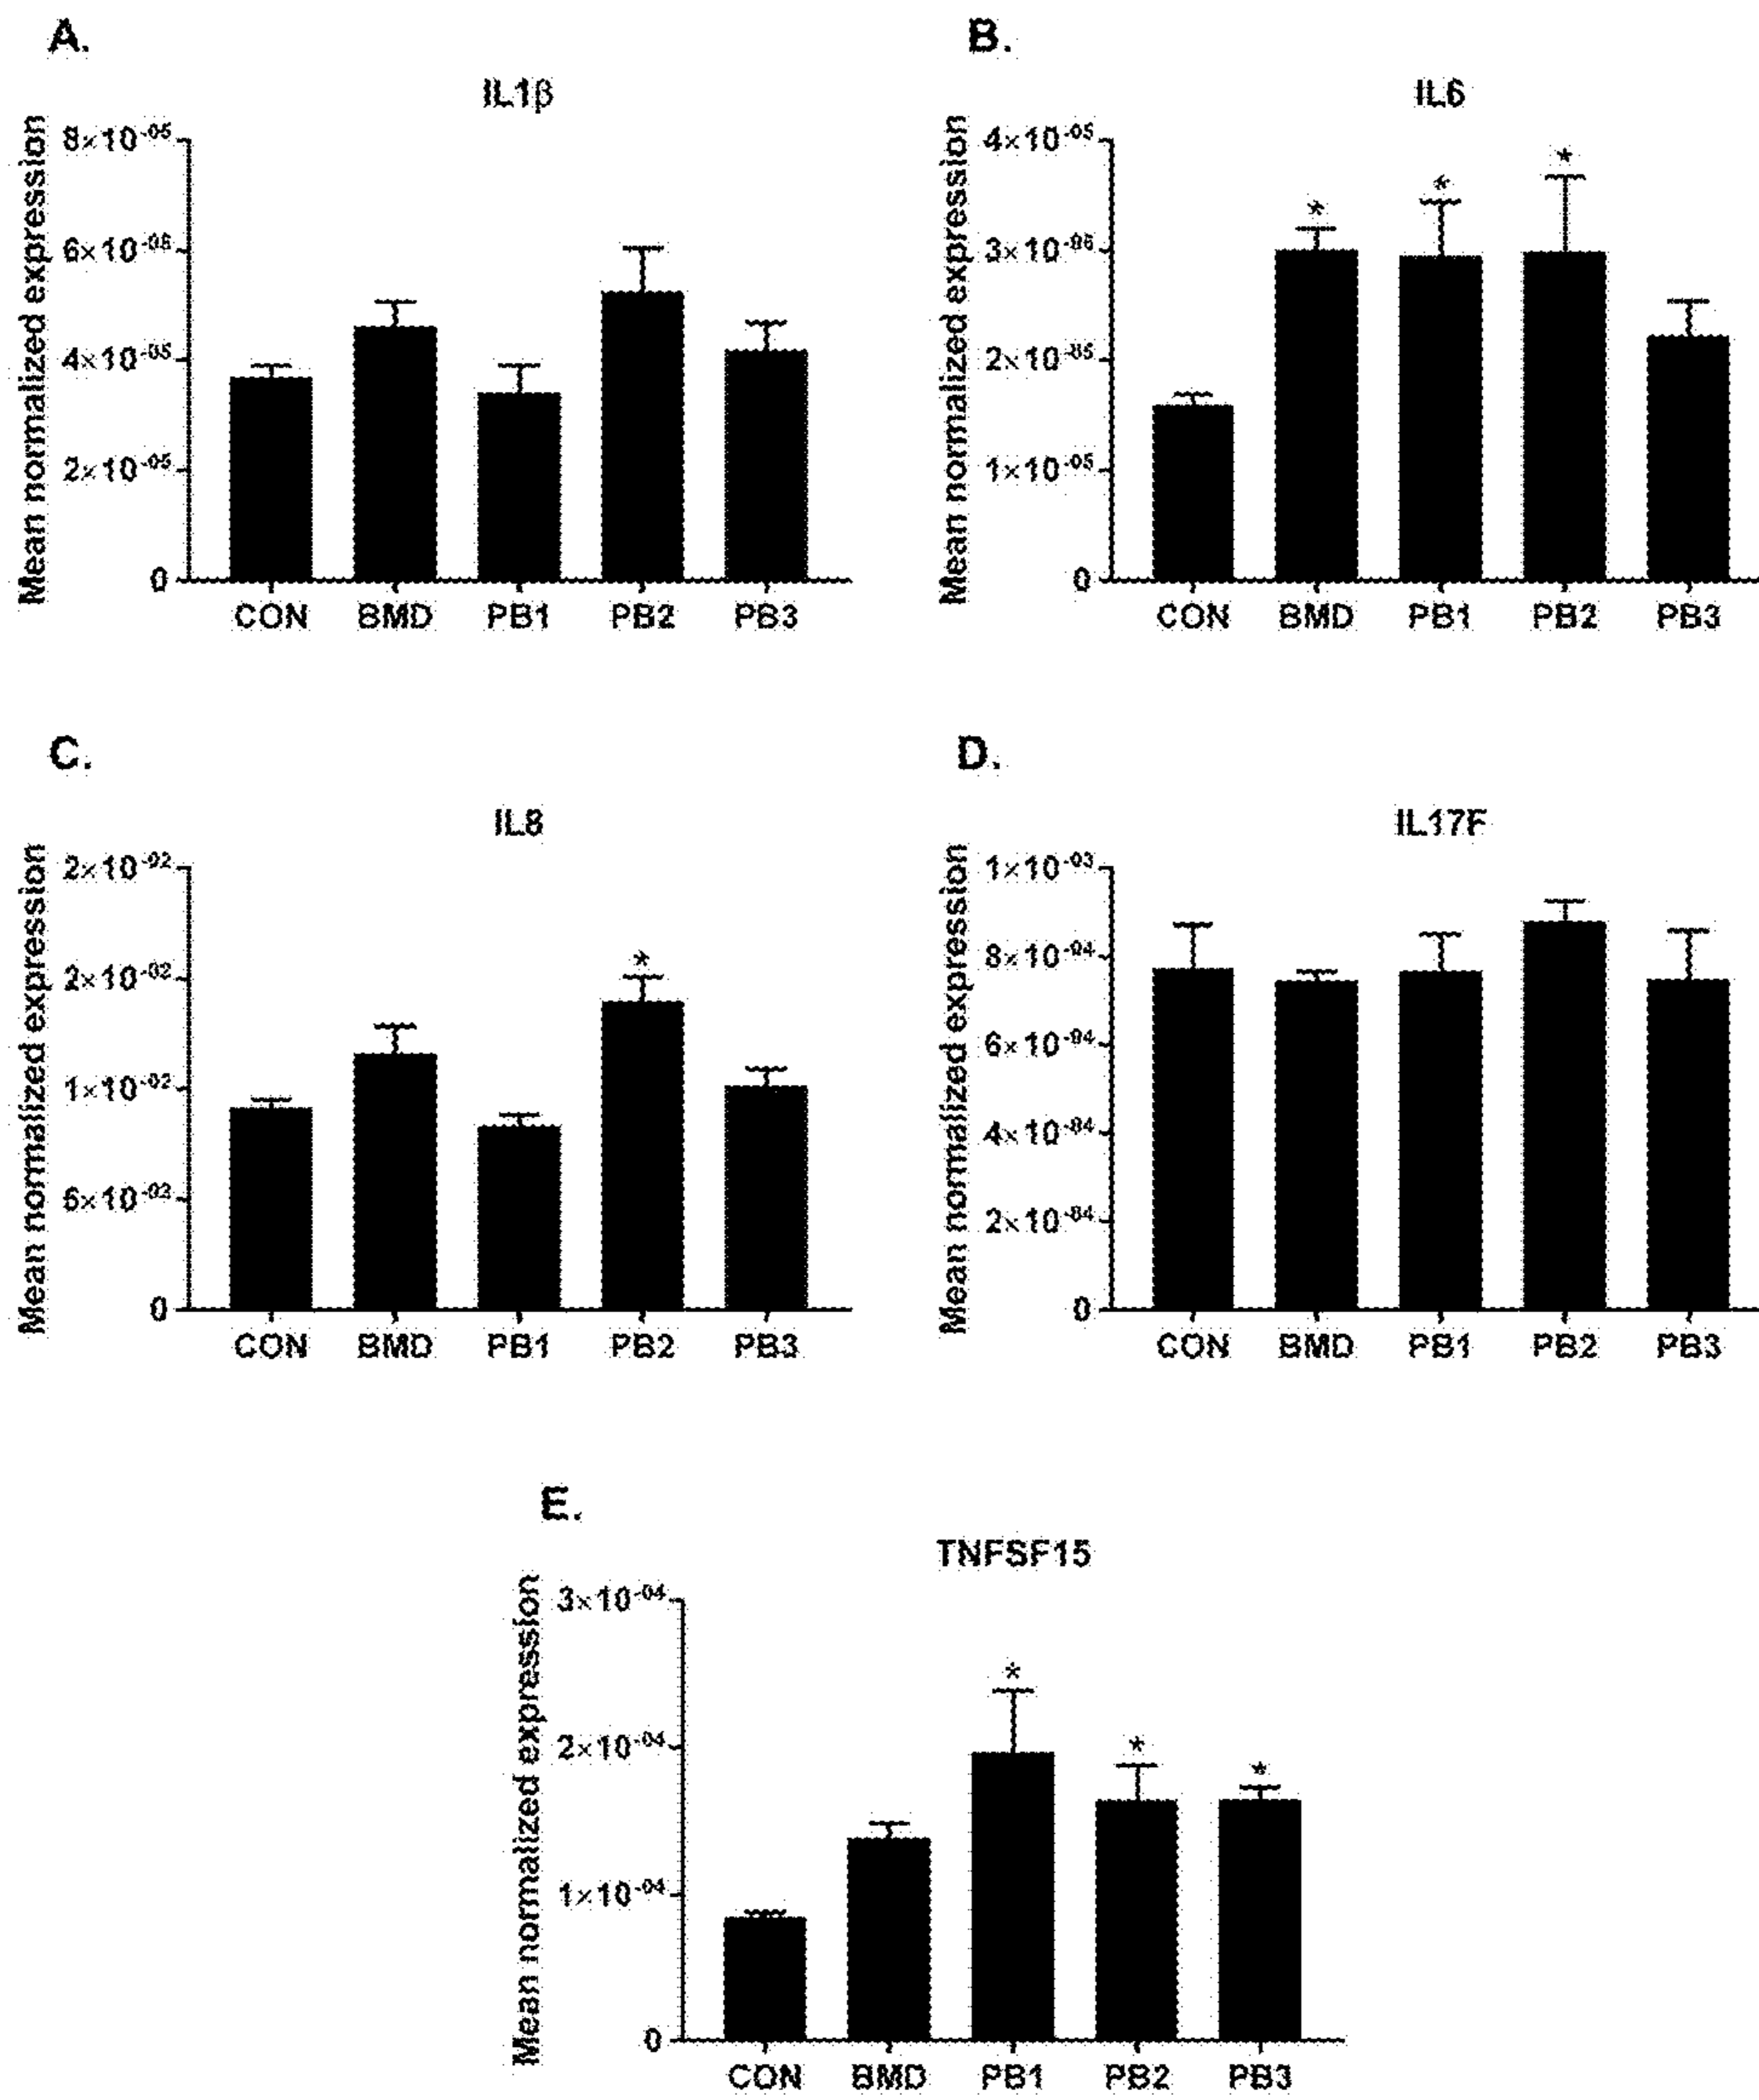 A.
IL1β
Mean normalized expression
8×10-05
6×10-05
4×10-05
2×10-05
0
CON BMD PB1 PB2 PB3
B.
IL6
Mean normalized expression
4×10-05
* * *
3×10-05
2×10-05
1×10-05
0
CON BMD PB1 PB2 PB3
C.
IL8
Mean normalized expression
2×10-02
2×10-02
*
1×10-02
0
CON BMD PB1 PB2 PB3
D.
IL17F
Mean normalized expression
1×10-03
8×10-04
6×10-04
4×10-04
2×10-04
0
CON BMD PB1 PB2 PB3
E.
TNFSF15
Mean normalized expression
3×10-04
* * *
2×10-04
1×10-04
0
CON BMD PB1 PB2 PB3